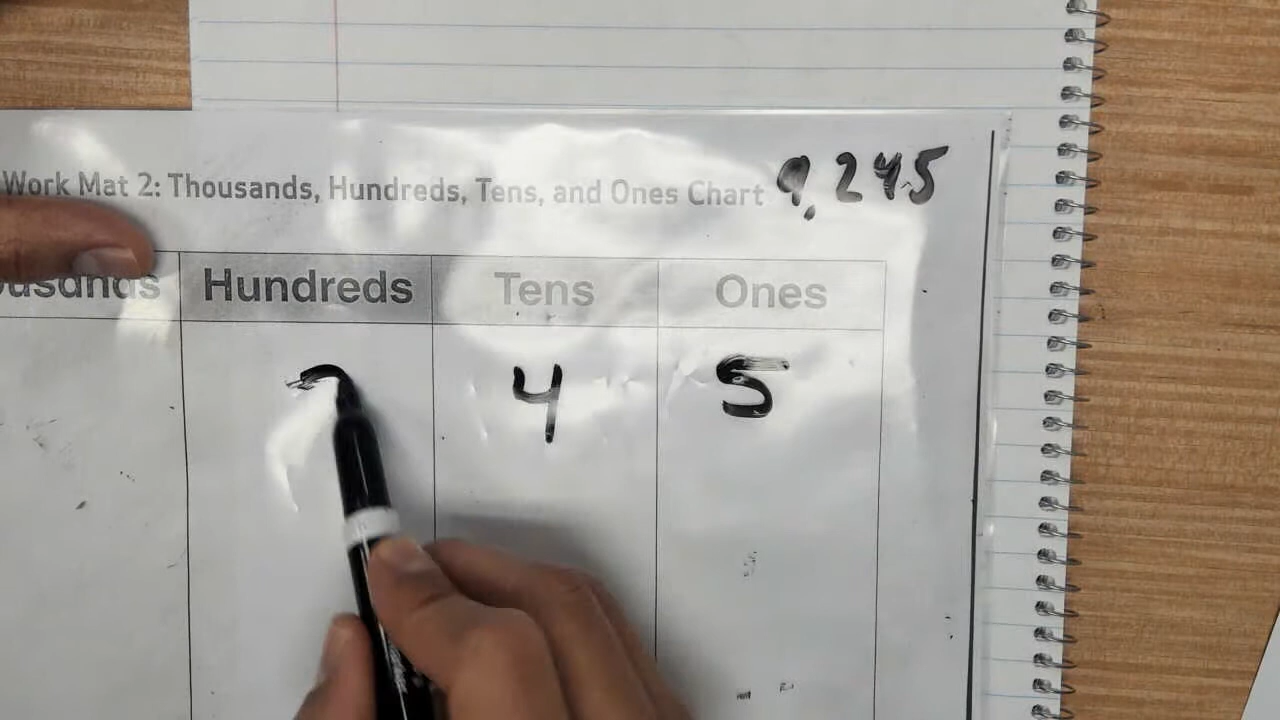 Work Mat 2: Thousands, Hundreds, Tens, and Ones Chart 9,245
Hundreds Tens Ones
4 5